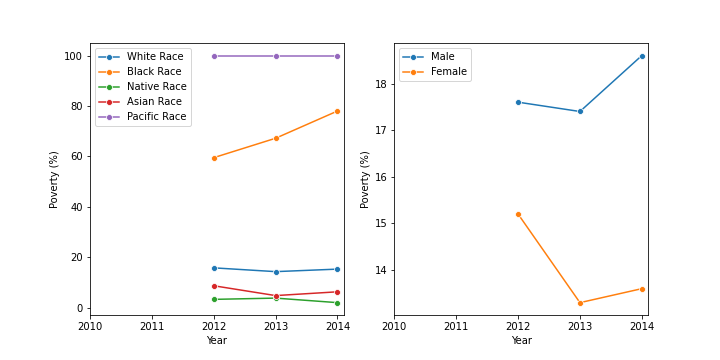 White Race
Black Race
Native Race
Asian Race
Pacific Race
100
80
60
40
20
0
Poverty (%)
2010 2011 2012 2013 2014
Year
Male
Female
18
17
16
15
14
Poverty (%)
2010 2011 2012 2013 2014
Year